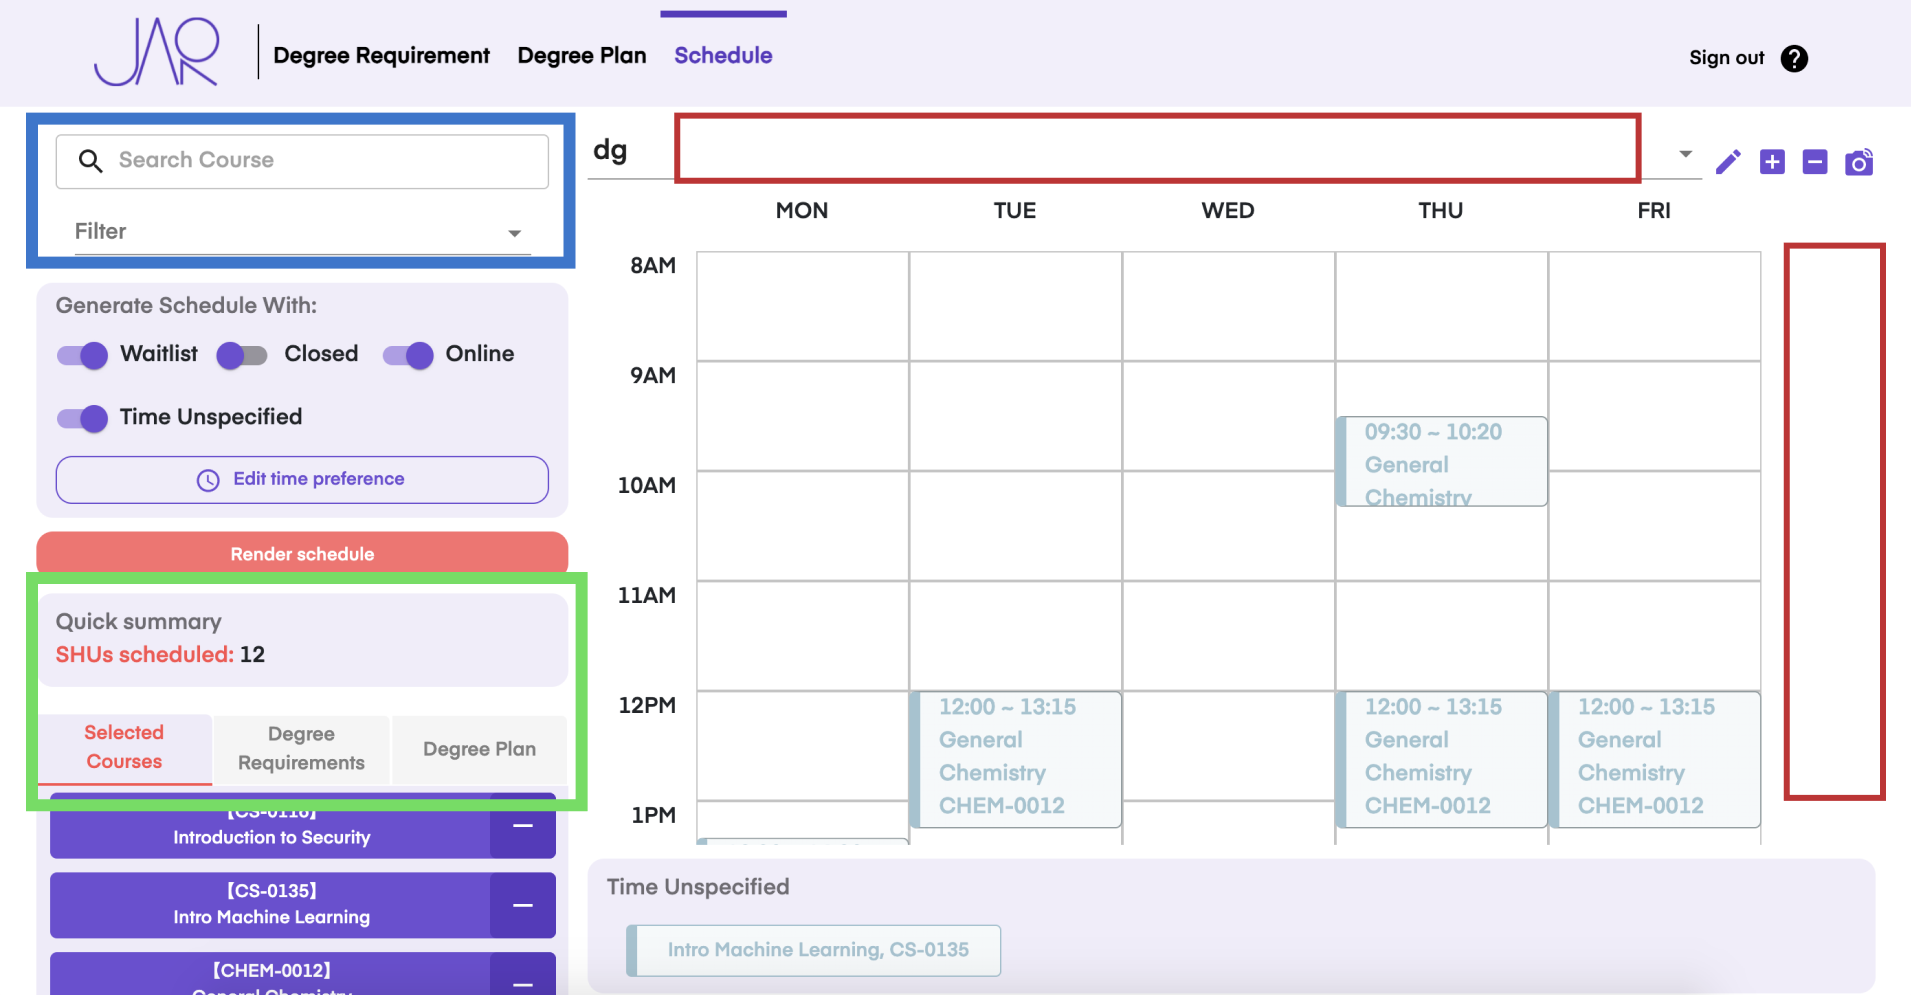 JAR
Degree Requirement
Degree Plan
Schedule
Sign out
?
Search Course
Filter
Generate Schedule With:
Waitlist
Closed
Online
Time Unspecified
Edit time preference
Render schedule
Quick summary
SHUs scheduled: 12
Selected
Courses
Degree
Requirements
Degree Plan
【CS-0116】
Introduction to Security
【CS-0135】
Intro Machine Learning
【CHEM-0012】
General Chemistry
dg
MON
TUE
WED
THU
FRI
8AM
9AM
10AM
11AM
12PM
1PM
09:30 ~ 10:20
General
Chemistry
12:00 ~ 13:15
General
Chemistry
CHEM-0012
12:00 ~ 13:15
General
Chemistry
CHEM-0012
12:00 ~ 13:15
General
Chemistry
CHEM-0012
Time Unspecified
Intro Machine Learning, CS-0135